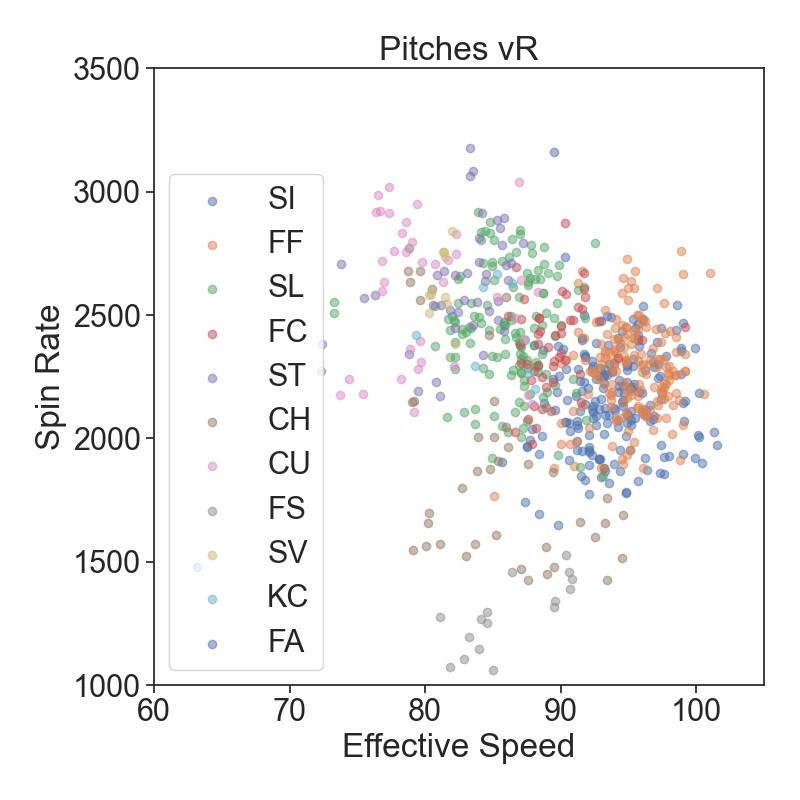 Pitches vR
3500
3000
2500
2000
1500
1000
Spin Rate
SI
FF
SL
FC
ST
CH
CU
FS
SV
KC
FA
60 70 80 90 100
Effective Speed